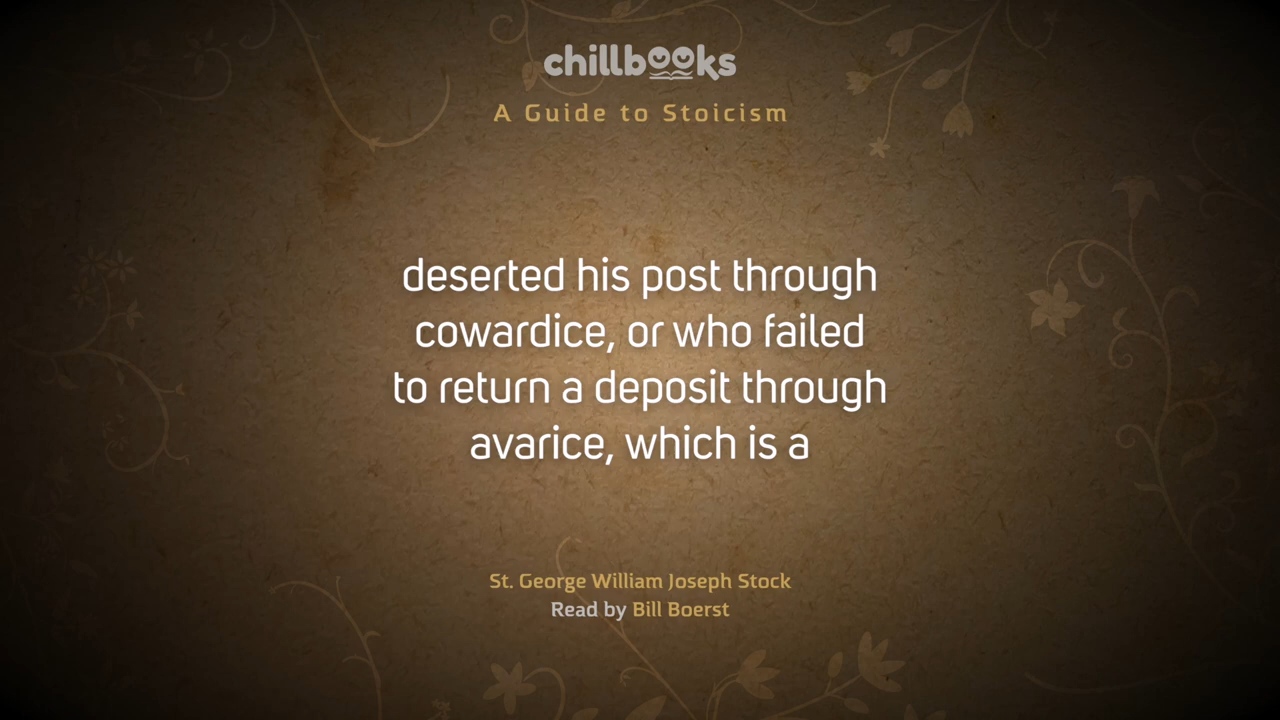 chillbooks
A Guide to Stoicism
deserted his post through
cowardice, or who failed
to return a deposit through
avarice, which is a
St. George William Joseph Stock
Read by Bill Boerst